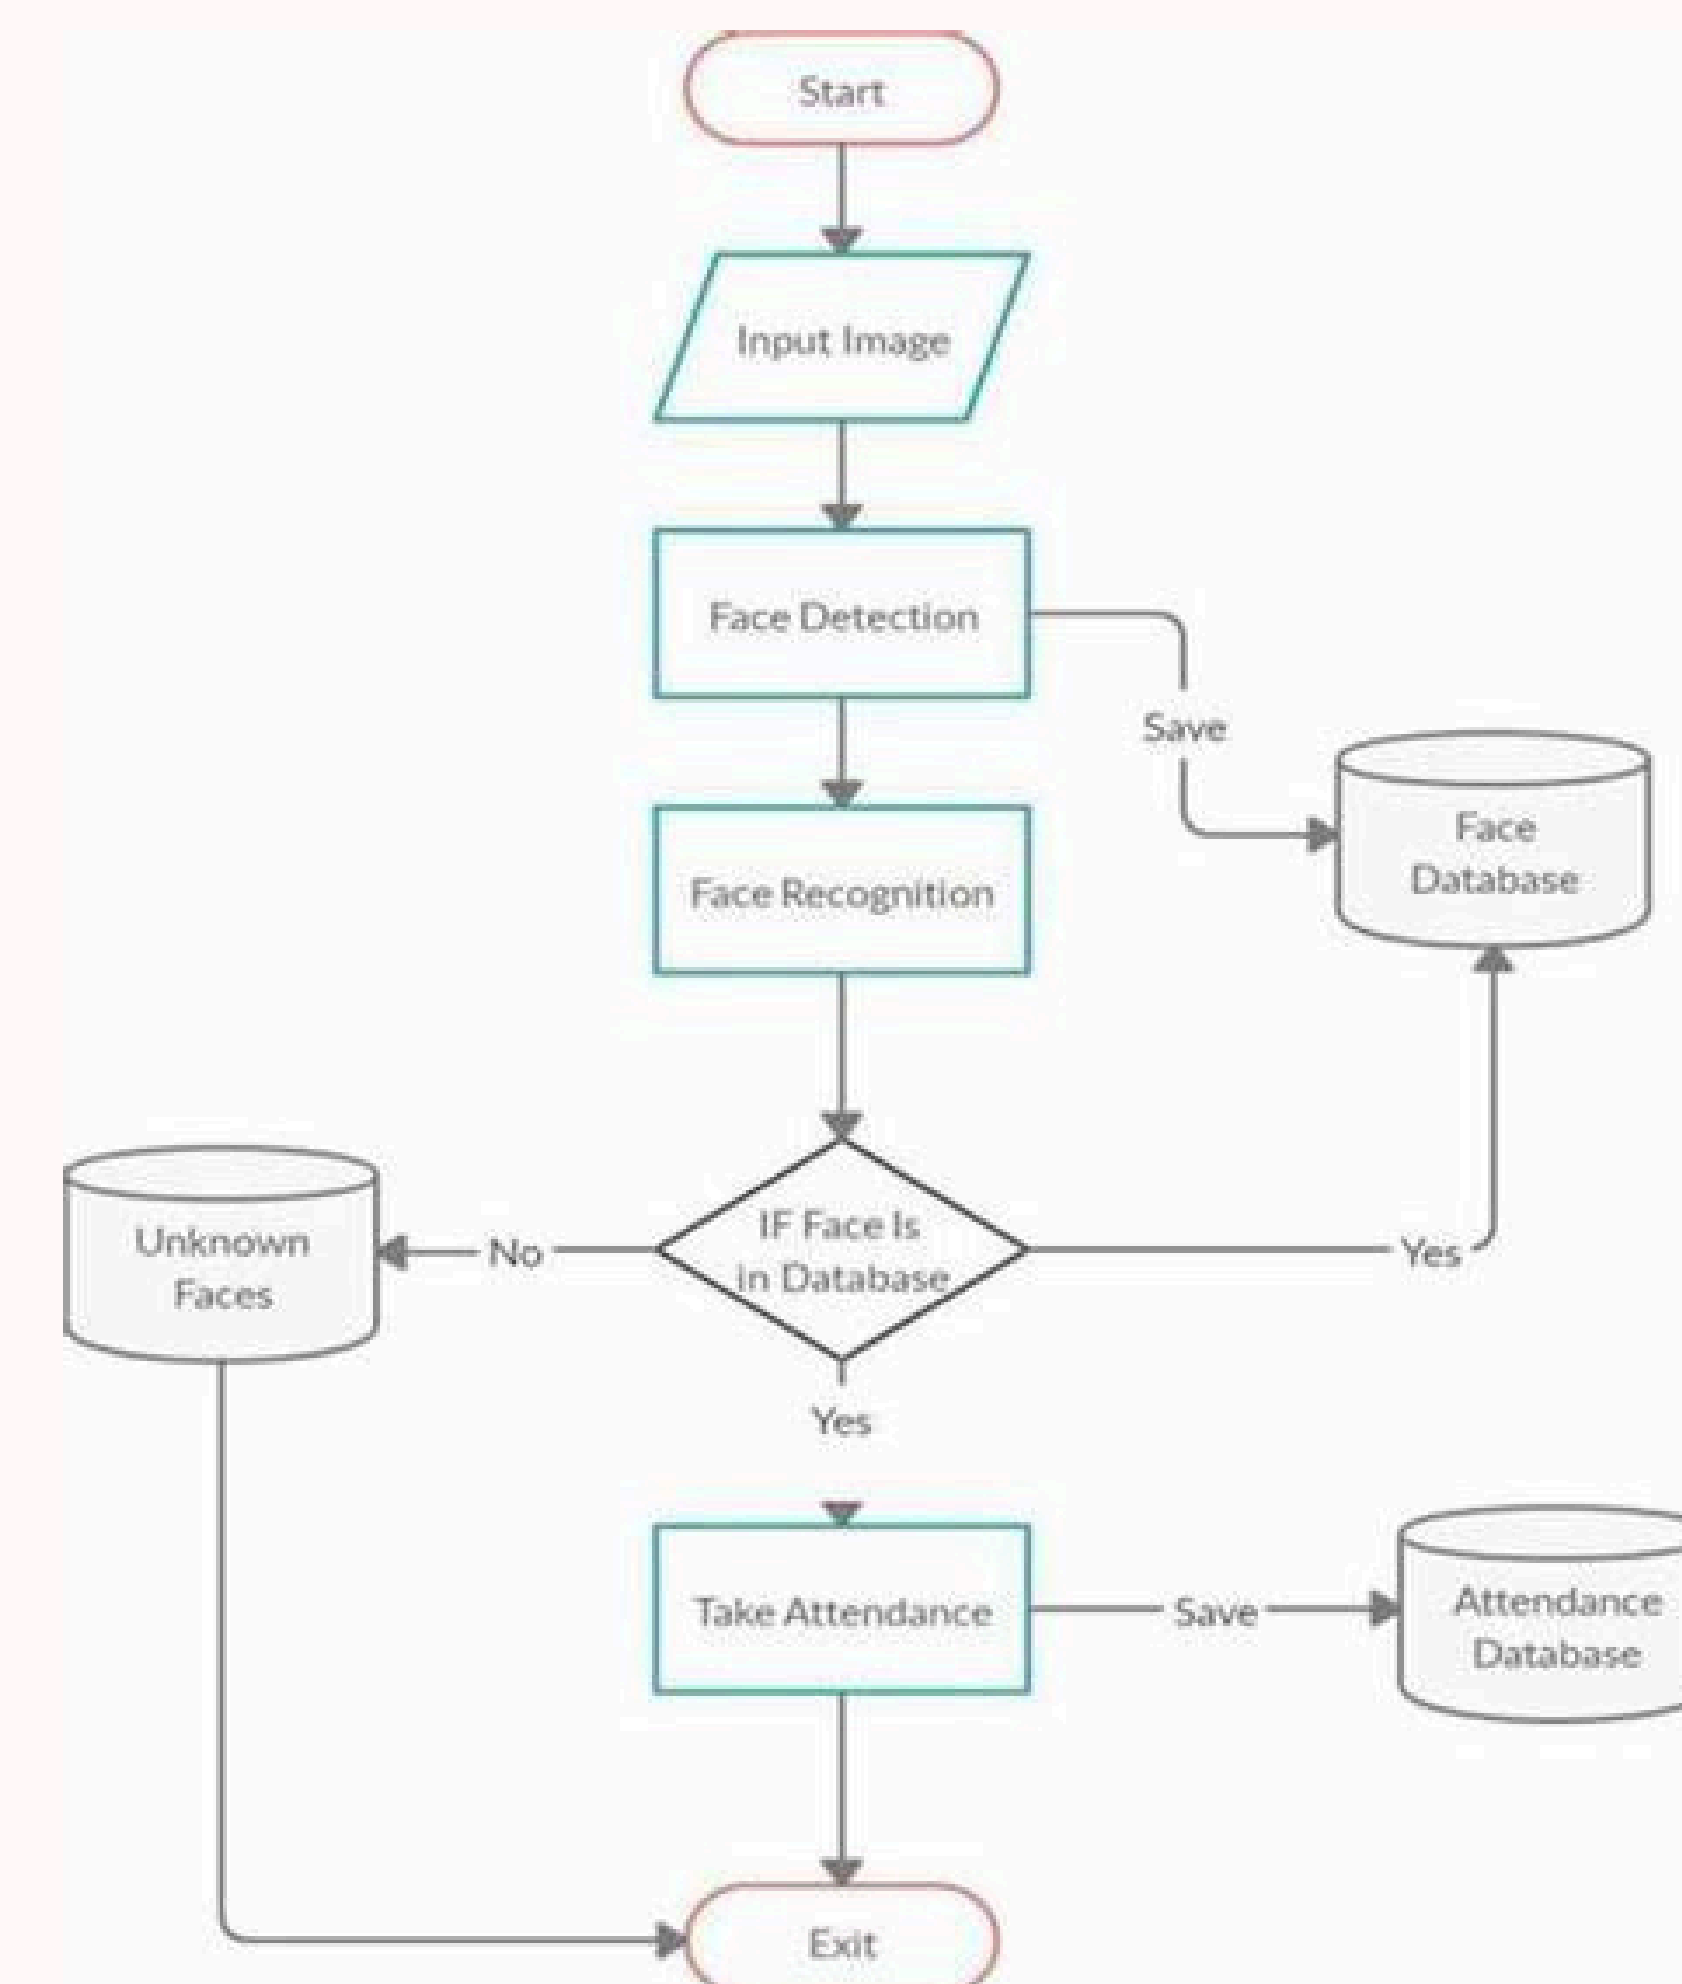 Start
Input Image
Face Detection
Save
Face
Database
Face Recognition
IF Face Is
in Database
Unknown
Faces
No
Yes
Yes
Take Attendance
Save
Attendance
Database
Exit